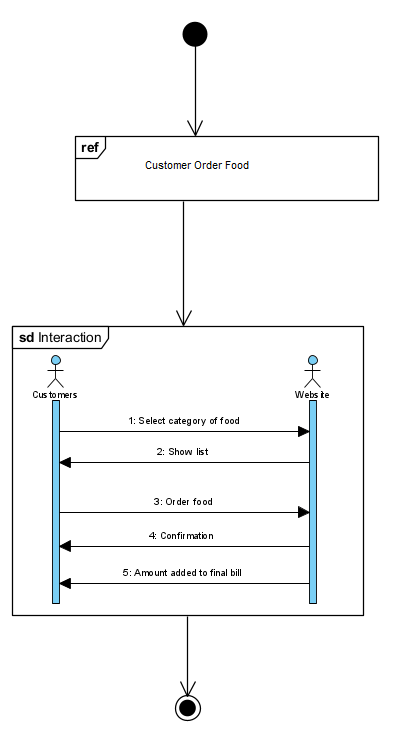 ref
Customer Order Food
sd Interaction
Customers
Website
1: Select category of food
2: Show list
3: Order food
4: Confirmation
5: Amount added to final bill